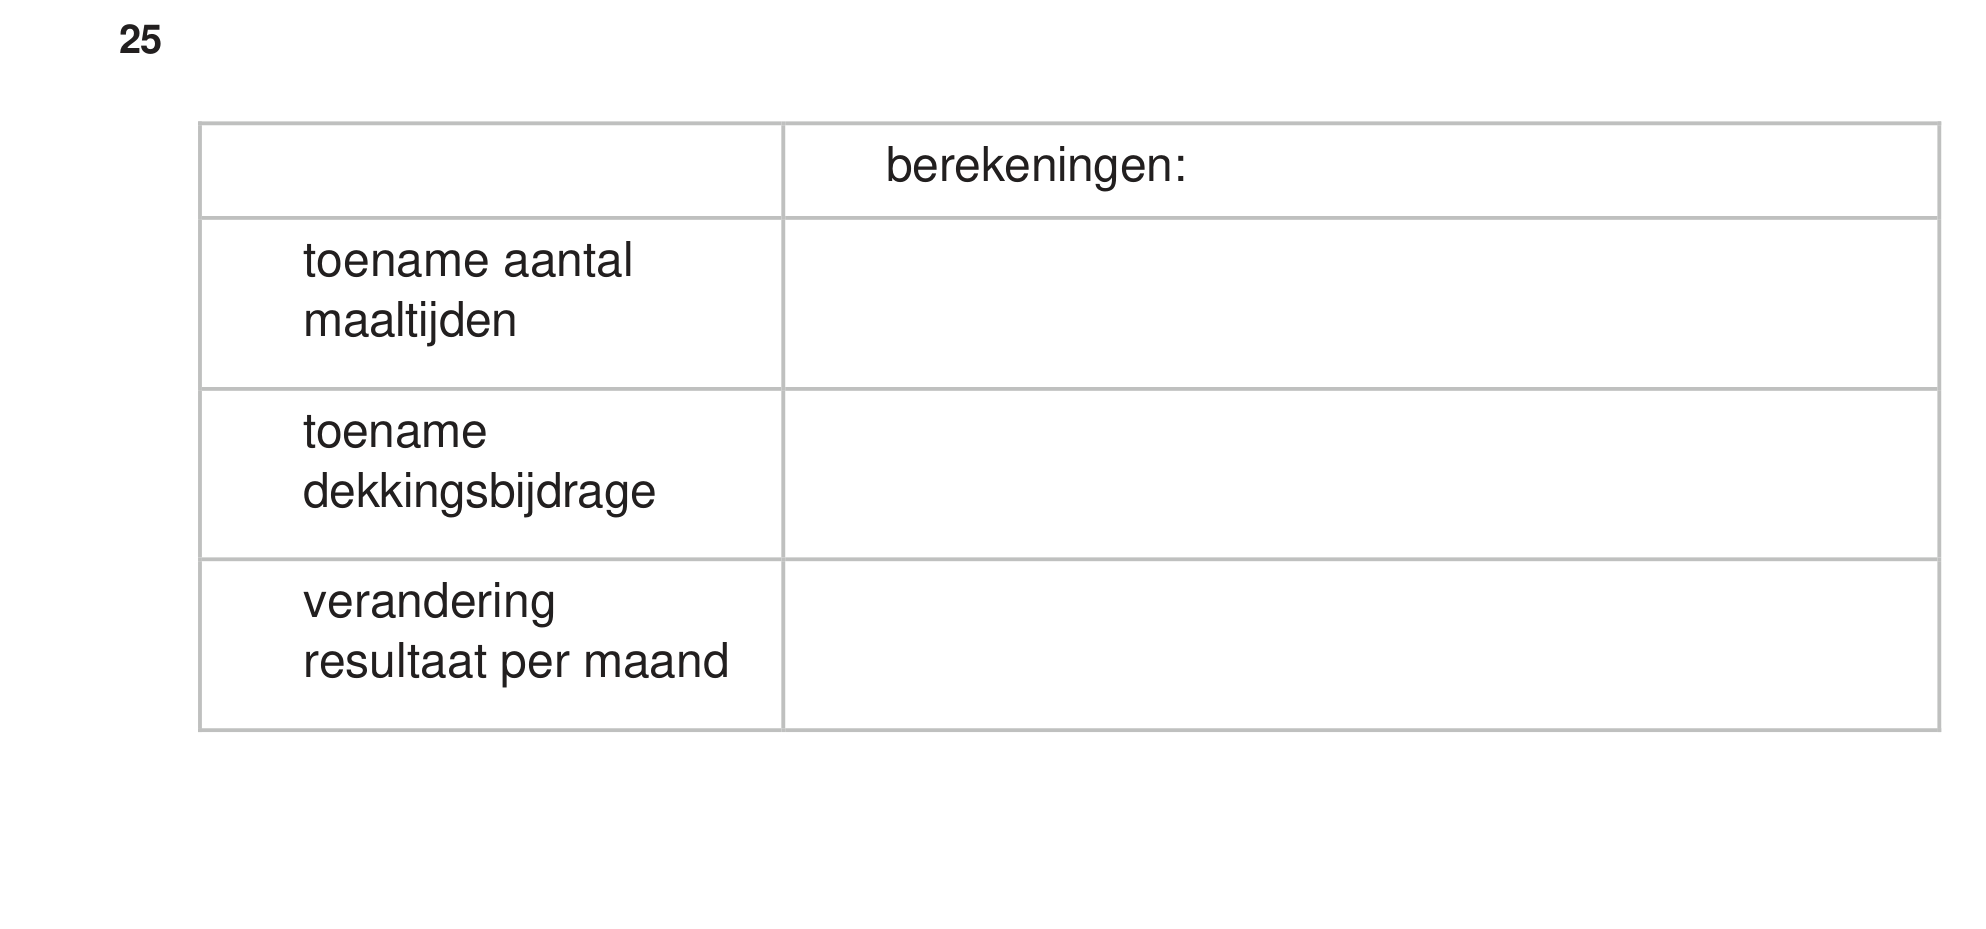 25
berekeningen:
toename aantal
maaltijden
toename
dekkingsbijdrage
verandering
resultaat per maand